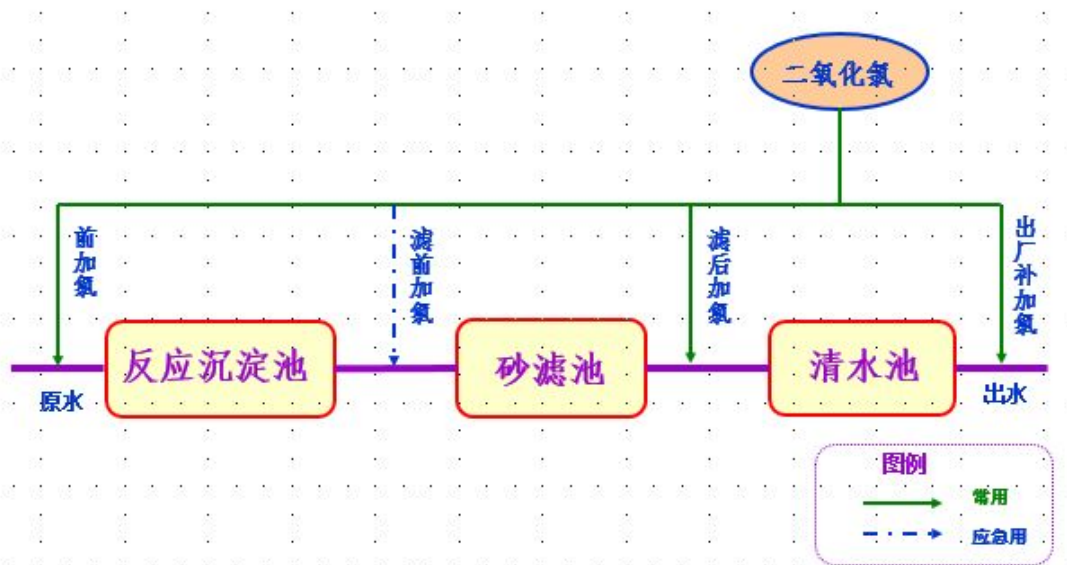 二氧化氯
前加氯
滤前加氯
滤后加氯
出厂补加氯
反应沉淀池
砂滤池
清水池
原水
出水
图例
常用
应急用